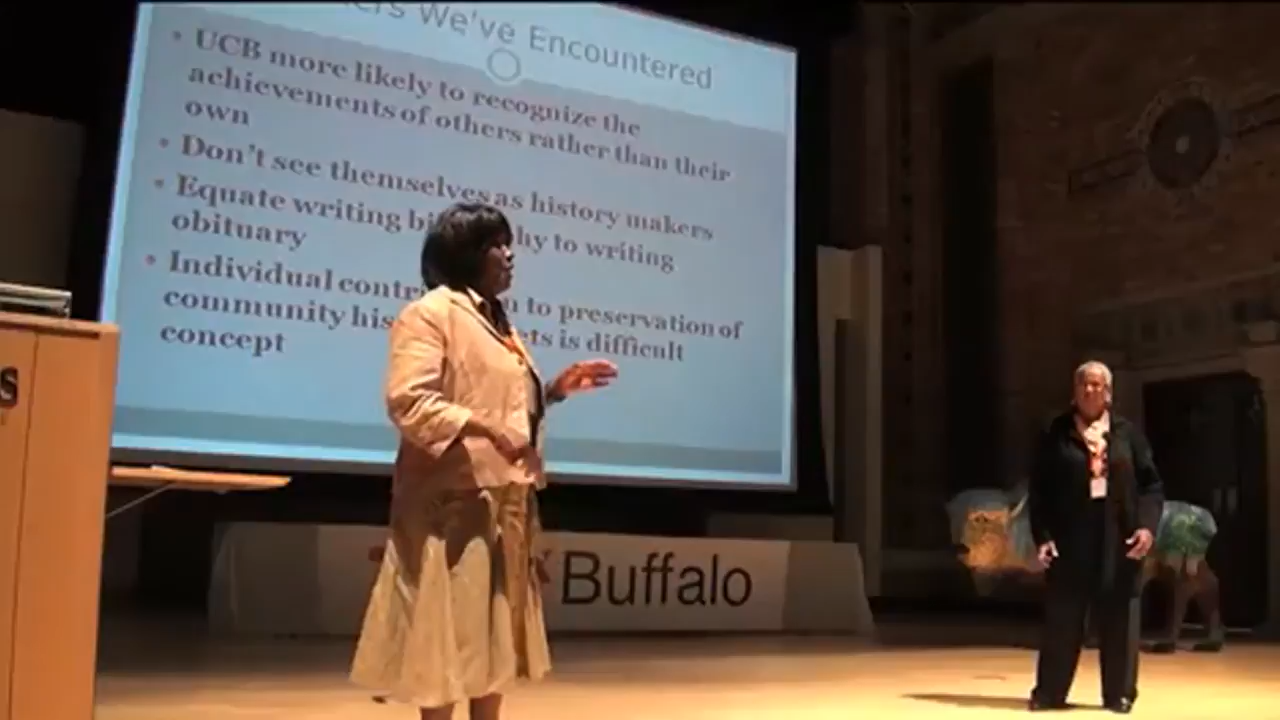 We've Encountered
• UCB more likely to recognize the
achievements of others rather than their
own
• Don't see themselves as history makers
• Equate writing bi hy to writing
obituary
• Individual contr n to preservation of
community his ets is difficult
concept
Buffalo
S